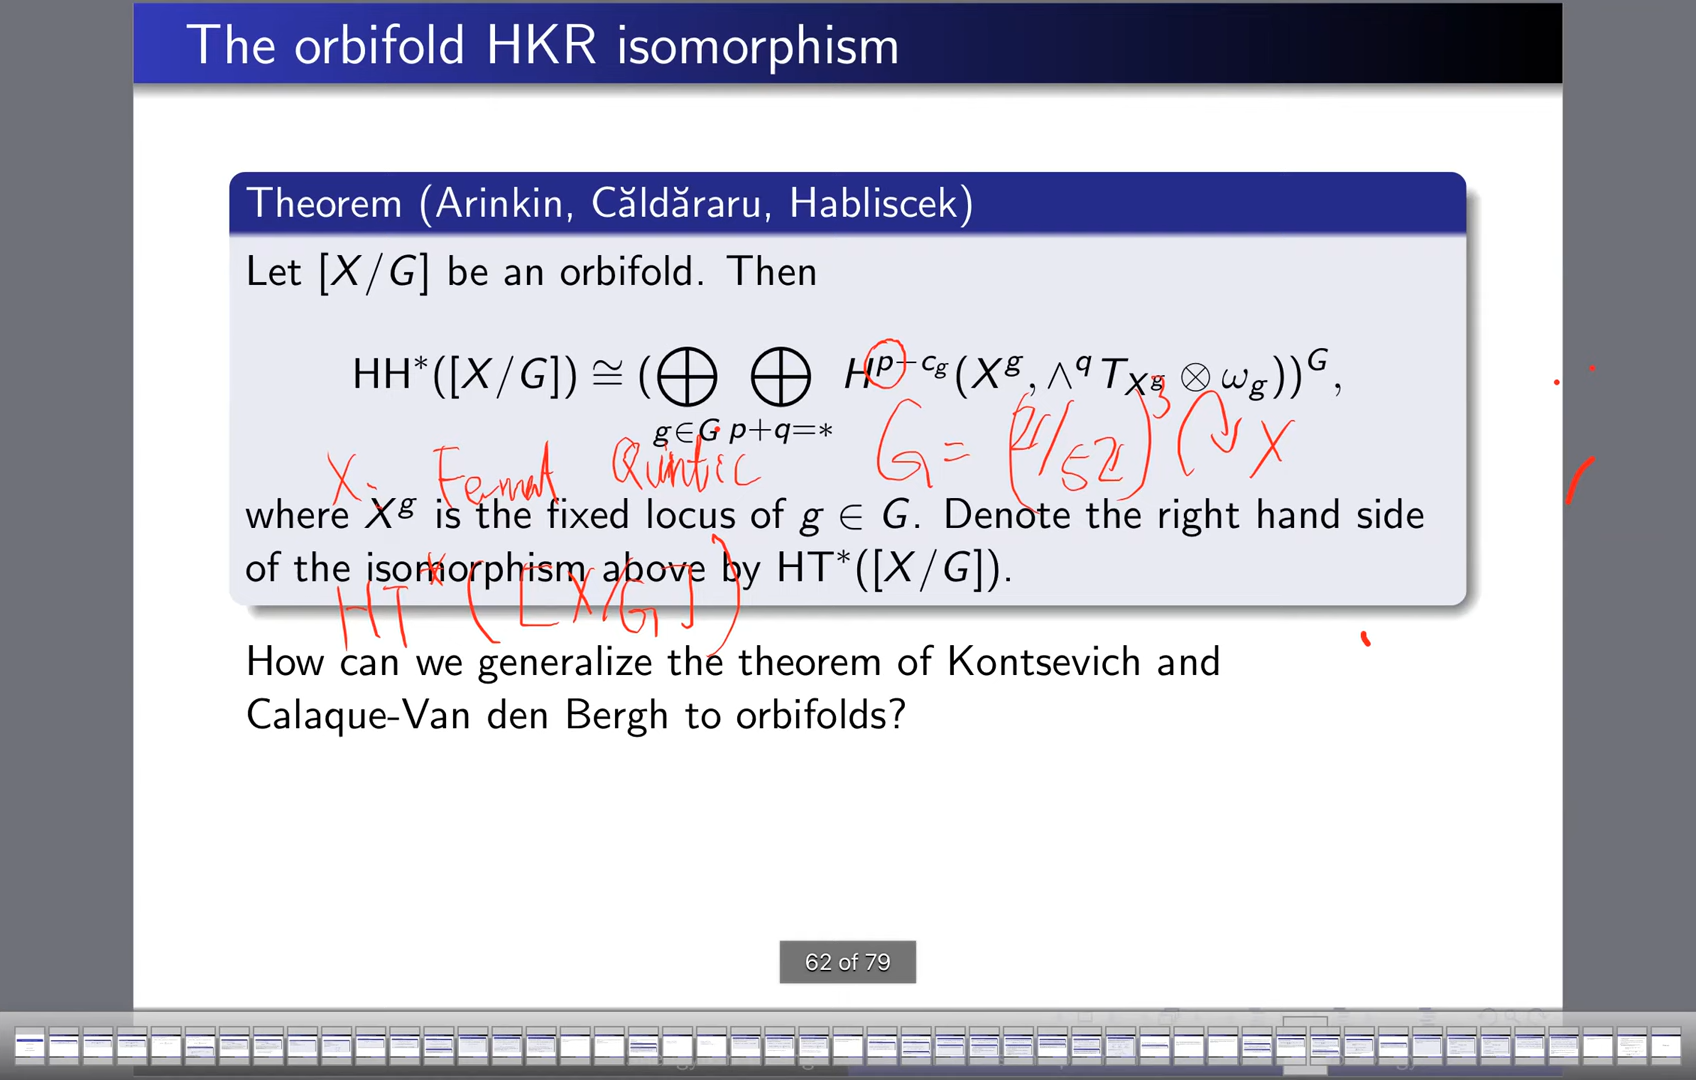 The orbifold HKR isomorphism
Theorem (Arinkin, Căldăraru, Habliscek)
Let [X/G] be an orbifold. Then
HH*([X/G]) ≅ (⊕_{g∈G} ⊕_{p+q=*} H^{p−c_g}(X^g, ∧^q T_{X^g} ⊗ ω_g))^G,
G = (ℤ/5ℤ)^3 ↷ X
X: Fermat Quintic
where X^g is the fixed locus of g ∈ G. Denote the right hand side
of the isomorphism above by HT*([X/G]).
HT*([X/G])
How can we generalize the theorem of Kontsevich and
Calaque-Van den Bergh to orbifolds?
62 of 79